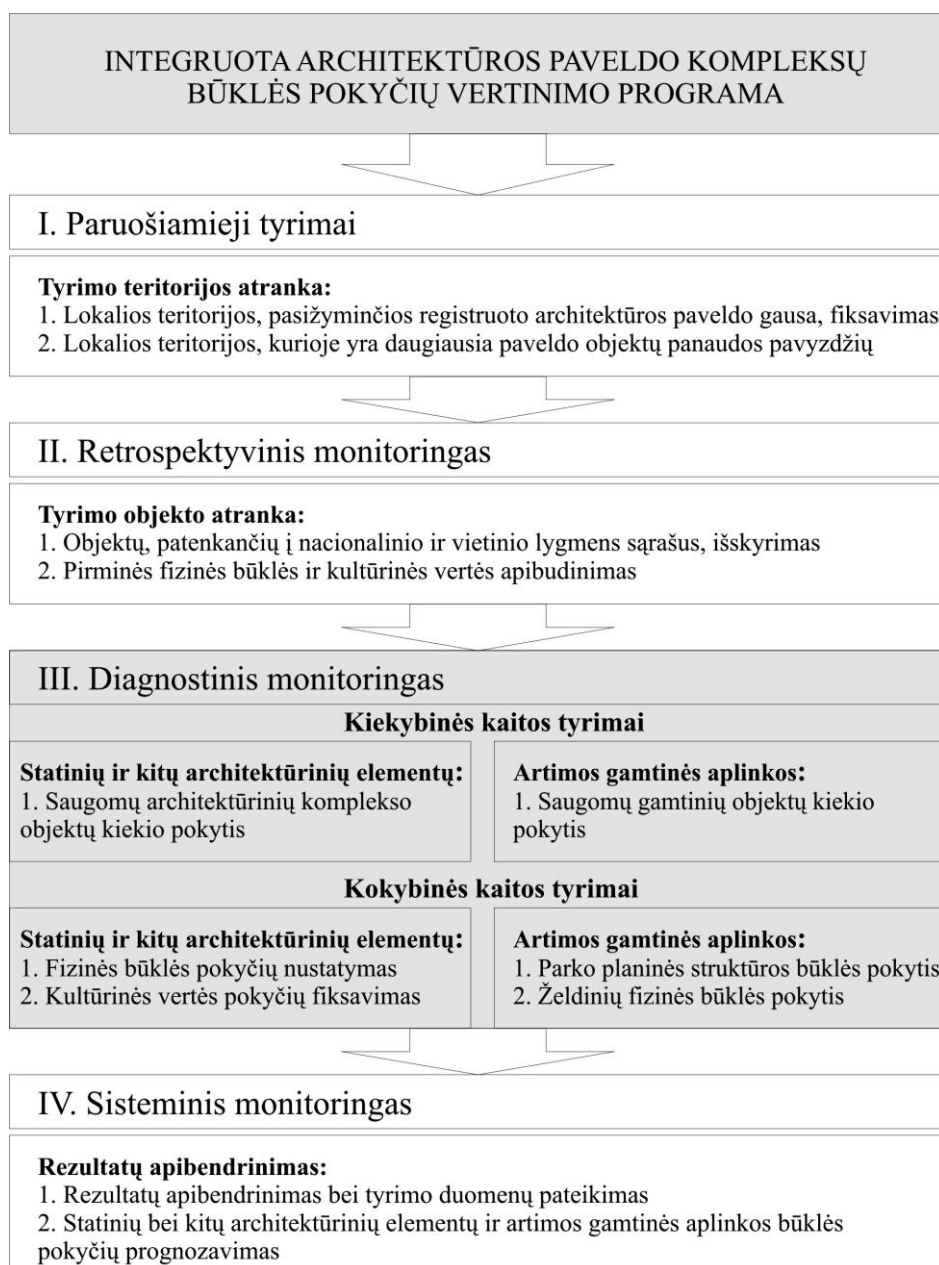 INTEGRUOTA ARCHITEKTŪROS PAVELDO KOMPLEKSŲ
BŪKLĖS POKYČIŲ VERTINIMO PROGRAMA
I. Paruošiamieji tyrimai
Tyrimo teritorijos atranka:
1. Lokalios teritorijos, pasižyminčios registruoto architektūros paveldo gausa, fiksavimas
2. Lokalios teritorijos, kurioje yra daugiausia paveldo objektų panaudos pavyzdžių
II. Retrospektyvinis monitoringas
Tyrimo objekto atranka:
1. Objektų, patenkančių į nacionalinio ir vietinio lygmens sąrašus, išskyrimas
2. Pirminės fizinės būklės ir kultūrinės vertės apibudinimas
III. Diagnostinis monitoringas
Kiekybinės kaitos tyrimai
Statinių ir kitų architektūrinių elementų:
1. Saugomų architektūrinių komplekso
objektų kiekio pokytis
Artimos gamtinės aplinkos:
1. Saugomų gamtinių objektų kiekio
pokytis
Kokybinės kaitos tyrimai
Statinių ir kitų architektūrinių elementų:
1. Fizinės būklės pokyčių nustatymas
2. Kultūrinės vertės pokyčių fiksavimas
Artimos gamtinės aplinkos:
1. Parko planinės struktūros būklės pokytis
2. Želdinių fizinės būklės pokytis
IV. Sisteminis monitoringas
Rezultatų apibendrinimas:
1. Rezultatų apibendrinimas bei tyrimo duomenų pateikimas
2. Statinių bei kitų architektūrinių elementų ir artimos gamtinės aplinkos būklės
pokyčių prognozavimas